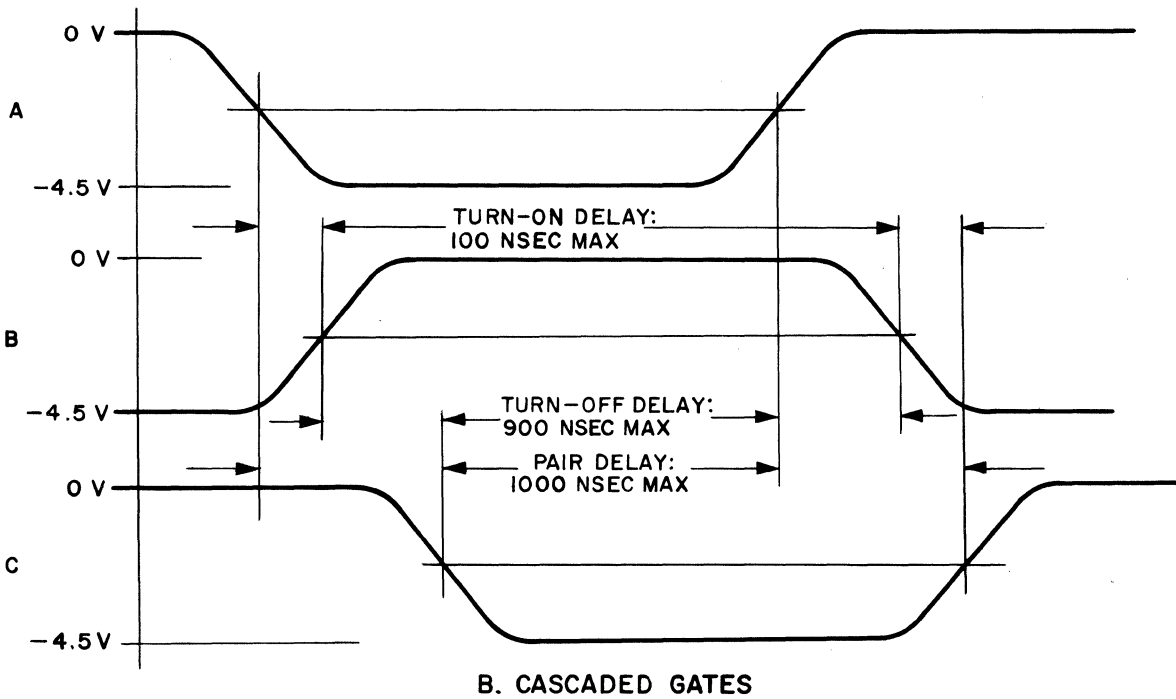 0 V
A
-4.5 V
TURN-ON DELAY:
100 NSEC MAX
0 V
B
-4.5 V
TURN-OFF DELAY:
900 NSEC MAX
PAIR DELAY:
1000 NSEC MAX
0 V
C
-4.5 V
B. CASCADED GATES